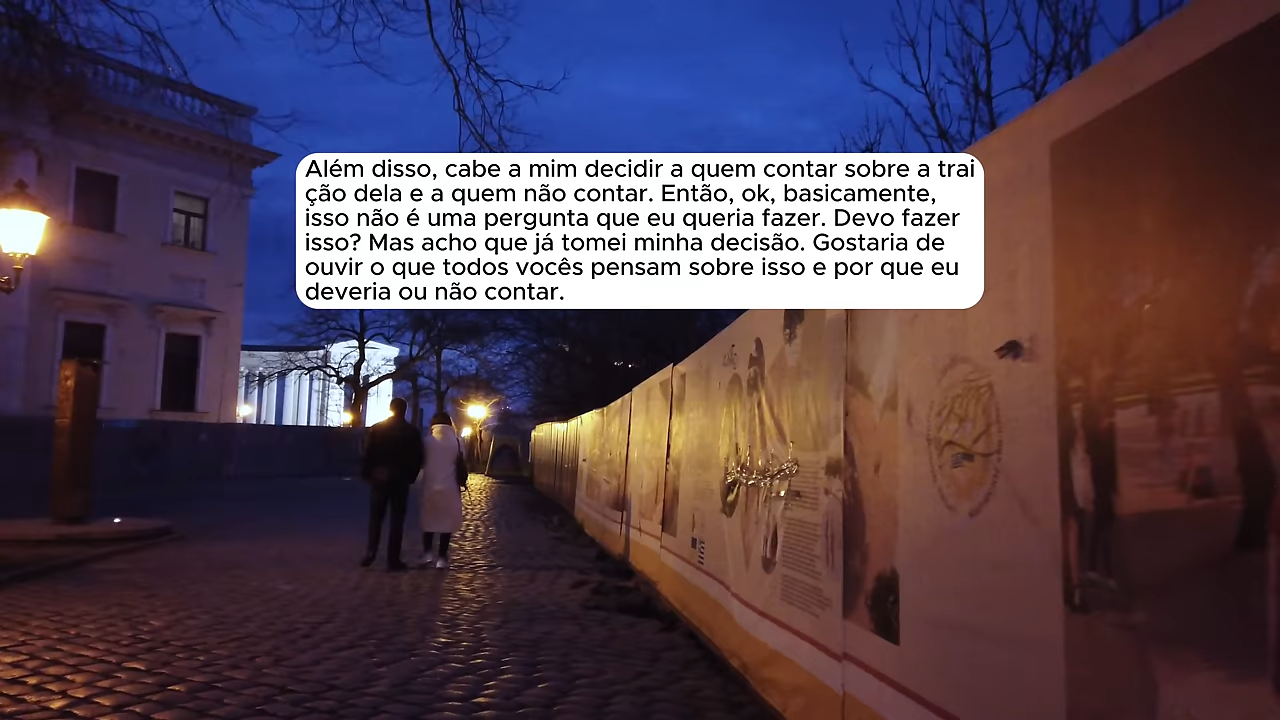 Além disso, cabe a mim decidir a quem contar sobre a trai
ção dela e a quem não contar. Então, ok, basicamente,
isso não é uma pergunta que eu queria fazer. Devo fazer
isso? Mas acho que já tomei minha decisão. Gostaria de
ouvir o que todos vocês pensam sobre isso e por que eu
deveria ou não contar.